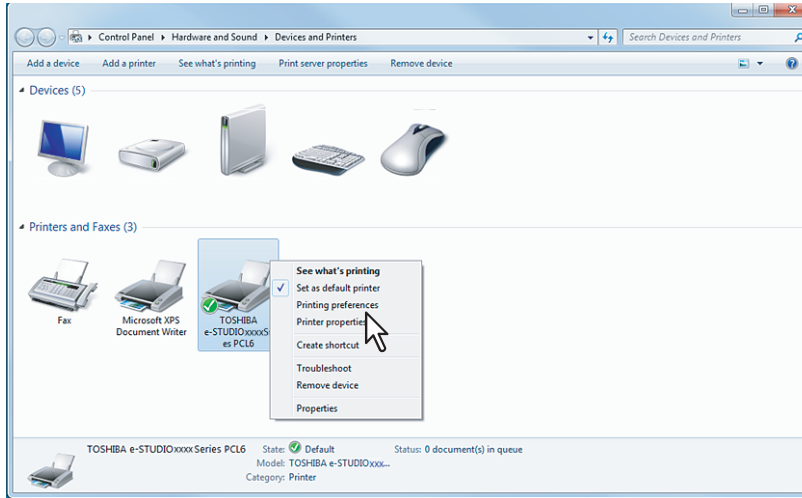 Control Panel ▸ Hardware and Sound ▸ Devices and Printers
Search Devices and Printers
Add a device Add a printer See what's printing Print server properties Remove device
Devices (5)
Printers and Faxes (3)
Fax
Microsoft XPS
Document Writer
TOSHIBA
e-STUDIOxxxxS
es PCL6
See what's printing
Set as default printer
Printing preferences
Printer properties
Create shortcut
Troubleshoot
Remove device
Properties
TOSHIBA e-STUDIOxxxx Series PCL6 State: Default Status: 0 document(s) in queue
Model: TOSHIBA e-STUDIOxxx...
Category: Printer